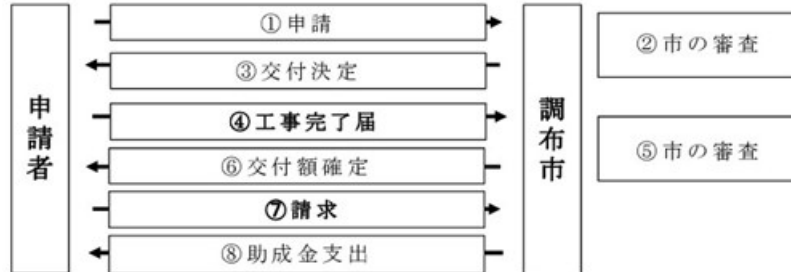 ①申請
②市の審査
③交付決定
④工事完了届
⑤市の審査
⑥交付額確定
⑦請求
⑧助成金支出
申請者
調布市